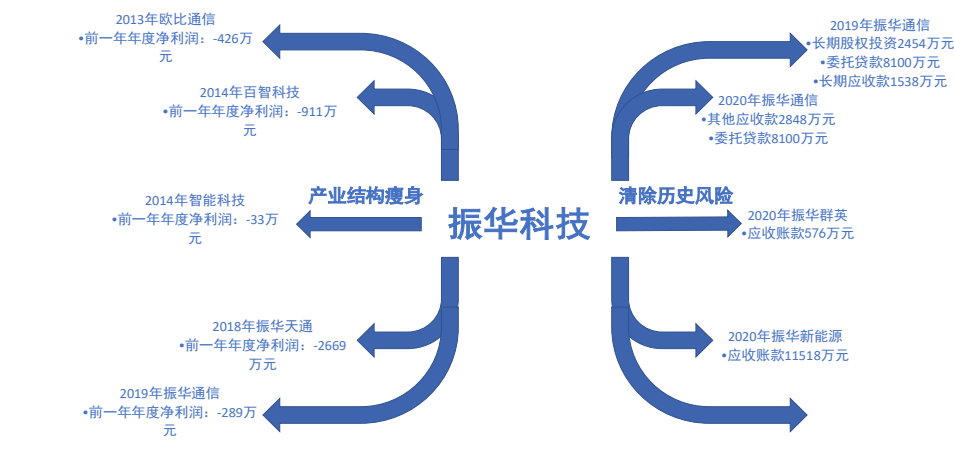 2013年欧比通信
•前一年年度净利润：-426万
元
2014年百智科技
•前一年年度净利润：-911万
元
2014年智能科技
•前一年年度净利润：-33万
元
2018年振华天通
•前一年年度净利润：-2669
万元
2019年振华通信
•前一年年度净利润：-289万
元
产业结构瘦身
振华科技
清除历史风险
2019年振华通信
•长期股权投资2454万元
•委托贷款8100万元
•长期应收款1538万元
2020年振华通信
•其他应收款2848万元
•委托贷款8100万元
2020年振华群英
•应收账款576万元
2020年振华新能源
•应收账款11518万元